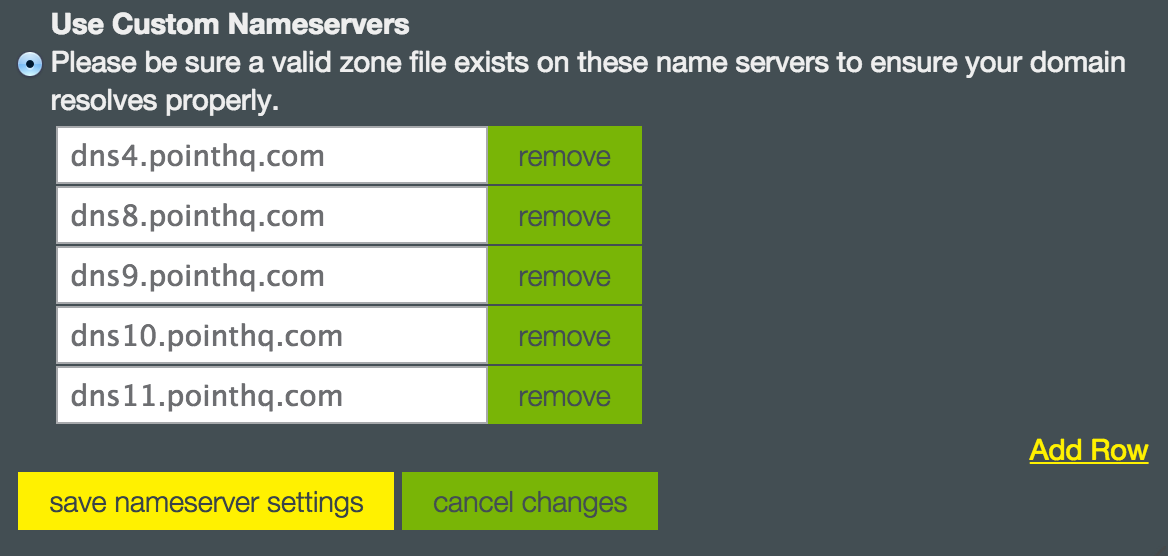 Use Custom Nameservers
Please be sure a valid zone file exists on these name servers to ensure your domain
resolves properly.
dns4.pointhq.com remove
dns8.pointhq.com remove
dns9.pointhq.com remove
dns10.pointhq.com remove
dns11.pointhq.com remove
Add Row
save nameserver settings cancel changes